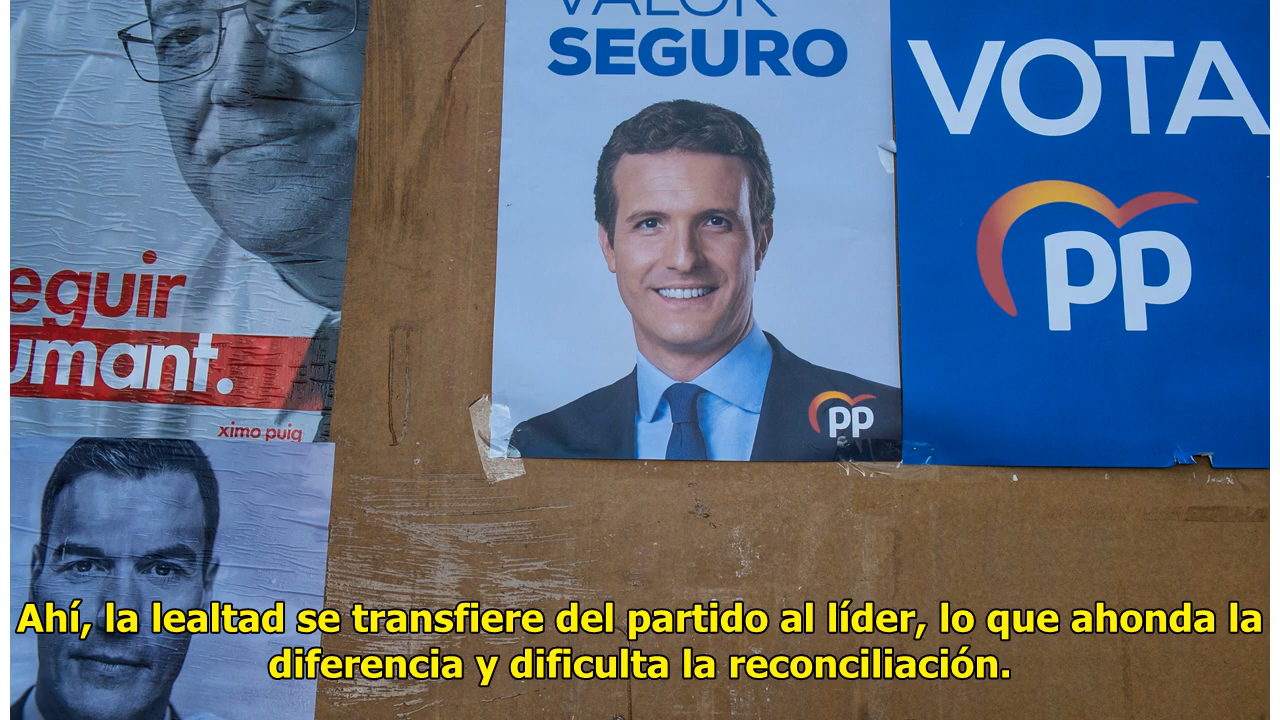 VALOR
SEGURO
VOTA
pp
pp
eguir
umant.
ximo puig
Ahí, la lealtad se transfiere del partido al líder, lo que ahonda la
diferencia y dificulta la reconciliación.